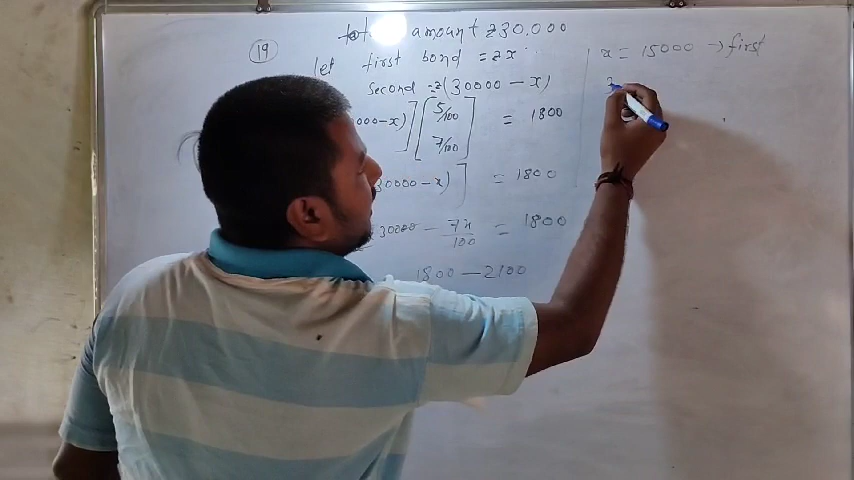 (19) total amount ₹30,000
let first bond = ₹x
second = ₹(30000 - x)
000-x)] [5/100 7/100] = 1800
30000 - x)] = 1800
30000 - 7x/100 = 1800
1800 - 2100
x = 15000 → first